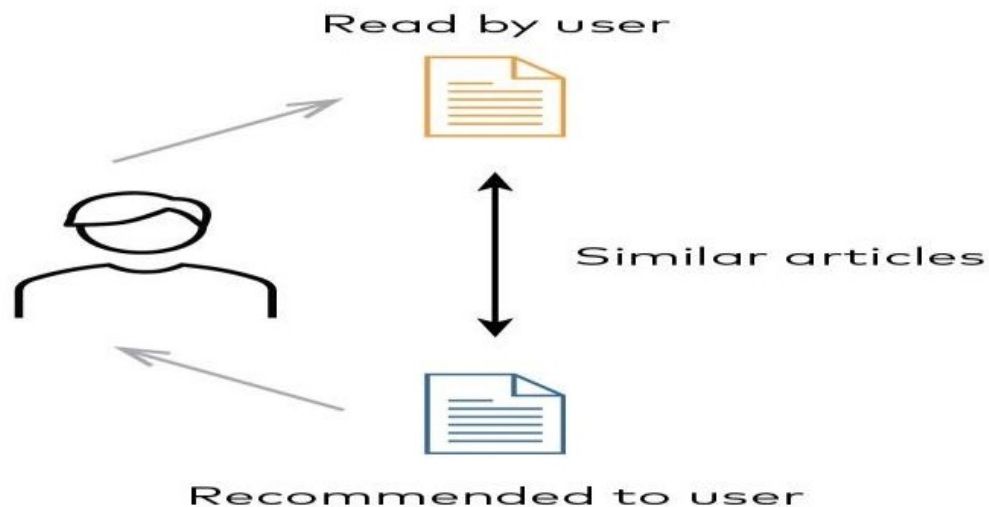 Read by user
Similar articles
Recommended to user